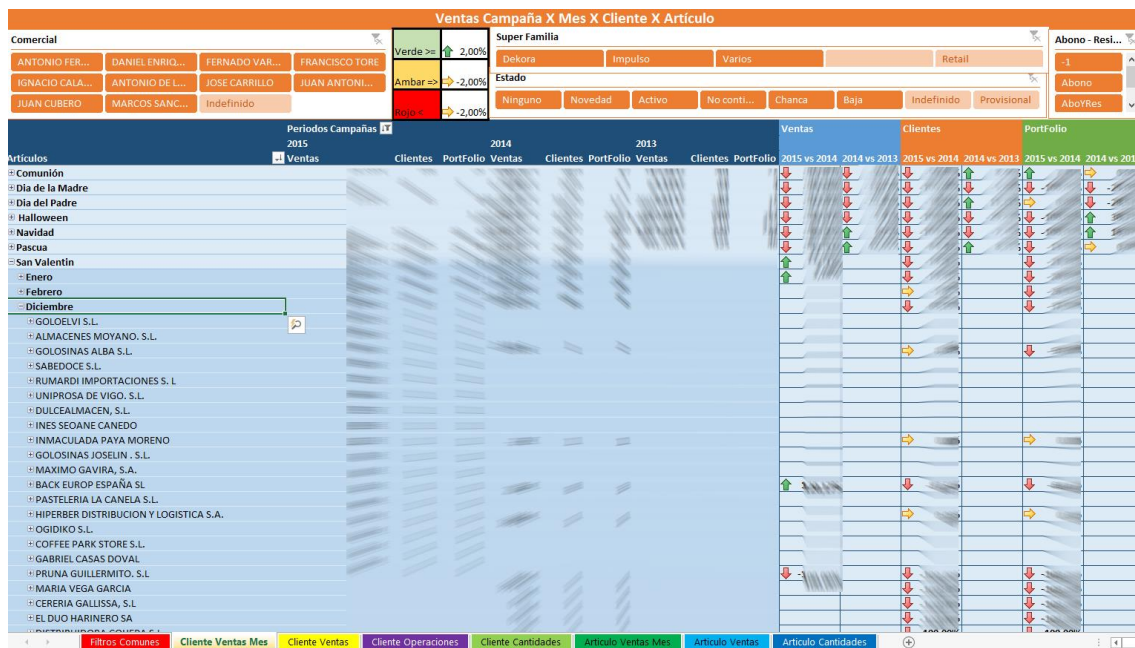 Ventas Campaña X Mes X Cliente X Artículo
Comercial
ANTONIO FER... DANIEL ENRIQ... FERNADO VAR... FRANCISCO TORE
IGNACIO CALA... ANTONIO DE L... JOSE CARRILLO JUAN ANTONI...
JUAN CUBERO MARCOS SANC... Indefinido
Verde >= 2,00%
Ambar => -2,00%
Rojo < -2,00%
Super Familia
Dekora Impulso Varios Retail
Estado
Ninguno Novedad Activo No conti... Chanca Baja Indefinido Provisional
Abono - Resi...
-1
Abono
AboYRes
Periodos Campañas Ventas Clientes PortFolio
2015 2014 2013
Artículos Ventas Clientes PortFolio Ventas Clientes PortFolio Ventas Clientes PortFolio 2015 vs 2014 2014 vs 2013 2015 vs 2014 2014 vs 2013 2015 vs 2014 2014 vs 201
Comunión
Dia de la Madre
Dia del Padre
Halloween
Navidad
Pascua
San Valentin
Enero
Febrero
Diciembre
GOLOELVI S.L.
ALMACENES MOYANO. S.L.
GOLOSINAS ALBA S.L.
SABEDOCE S.L.
RUMARDI IMPORTACIONES S. L
UNIPROSA DE VIGO. S.L.
DULCEALMACEN, S.L.
INES SEOANE CANEDO
INMACULADA PAYA MORENO
GOLOSINAS JOSELIN . S.L.
MAXIMO GAVIRA, S.A.
BACK EUROP ESPAÑA SL
PASTELERIA LA CANELA S.L.
HIPERBER DISTRIBUCION Y LOGISTICA S.A.
OGIDIKO S.L.
COFFEE PARK STORE S.L.
GABRIEL CASAS DOVAL
PRUNA GUILLERMITO. S.L
MARIA VEGA GARCIA
CERERIA GALLISSA, S.L
EL DUO HARINERO SA
Filtros Comunes Cliente Ventas Mes Cliente Ventas Cliente Operaciones Cliente Cantidades Articulo Ventas Mes Articulo Ventas Articulo Cantidades